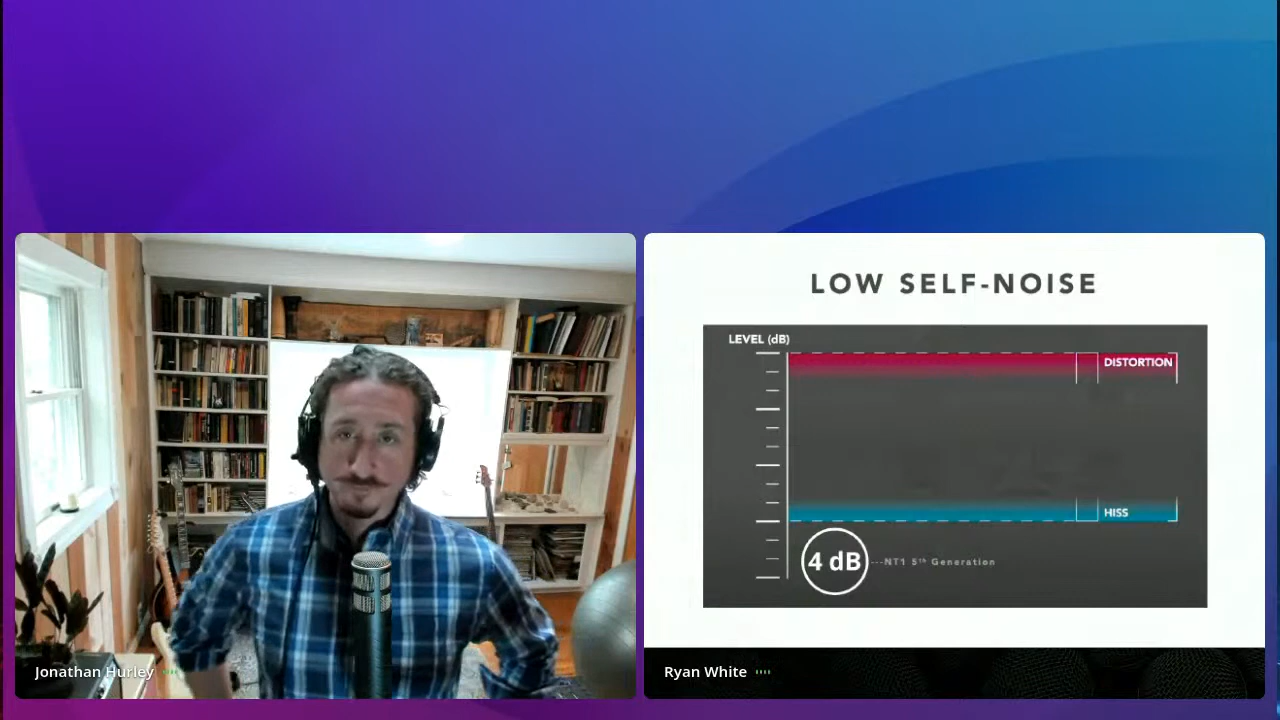 LOW SELF-NOISE
LEVEL (dB)
DISTORTION
HISS
4 dB
NT1 5th Generation
Jonathan Hurley
Ryan White